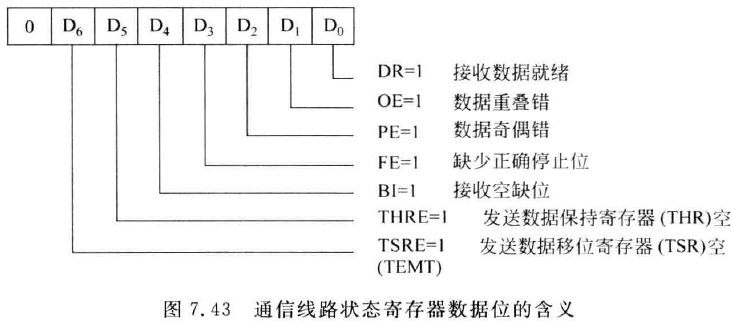 0 D6 D5 D4 D3 D2 D1 D0
DR=1 接收数据就绪
OE=1 数据重叠错
PE=1 数据奇偶错
FE=1 缺少正确停止位
BI=1 接收空缺位
THRE=1 发送数据保持寄存器(THR)空
TSRE=1 发送数据移位寄存器(TSR)空
(TEMT)
图 7.43 通信线路状态寄存器数据位的含义